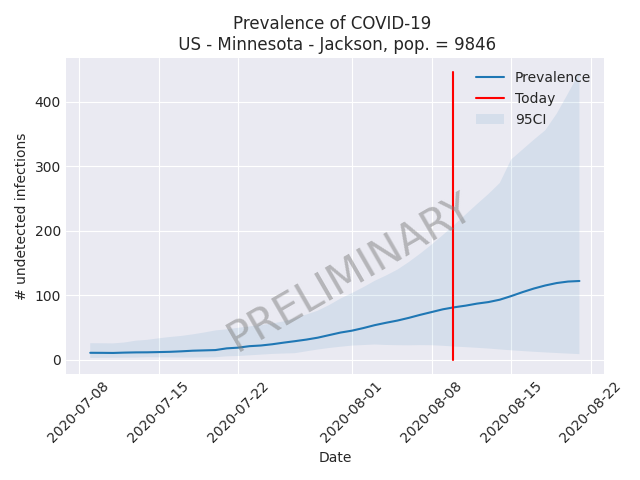 Prevalence of COVID-19
US - Minnesota - Jackson, pop. = 9846
Prevalence
Today
95CI
# undetected infections
400
300
200
100
0
PRELIMINARY
2020-07-08
2020-07-15
2020-07-22
2020-08-01
2020-08-08
2020-08-15
2020-08-22
Date